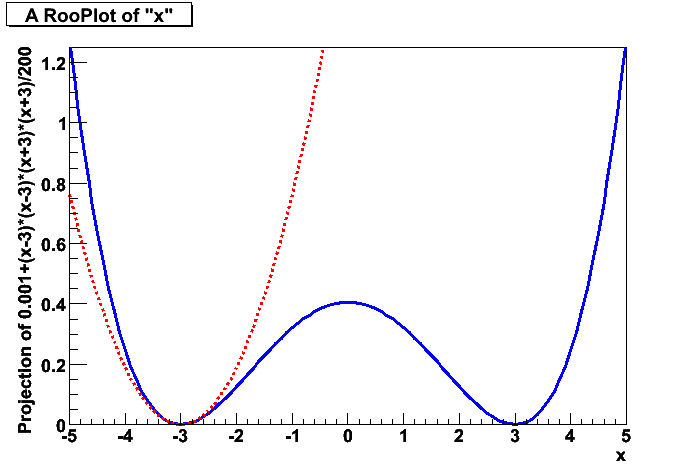 A RooPlot of "x"
Projection of 0.001+(x-3)*(x-3)*(x+3)*(x+3)/200
1.2
1
0.8
0.6
0.4
0.2
0
-5 -4 -3 -2 -1 0 1 2 3 4 5
x